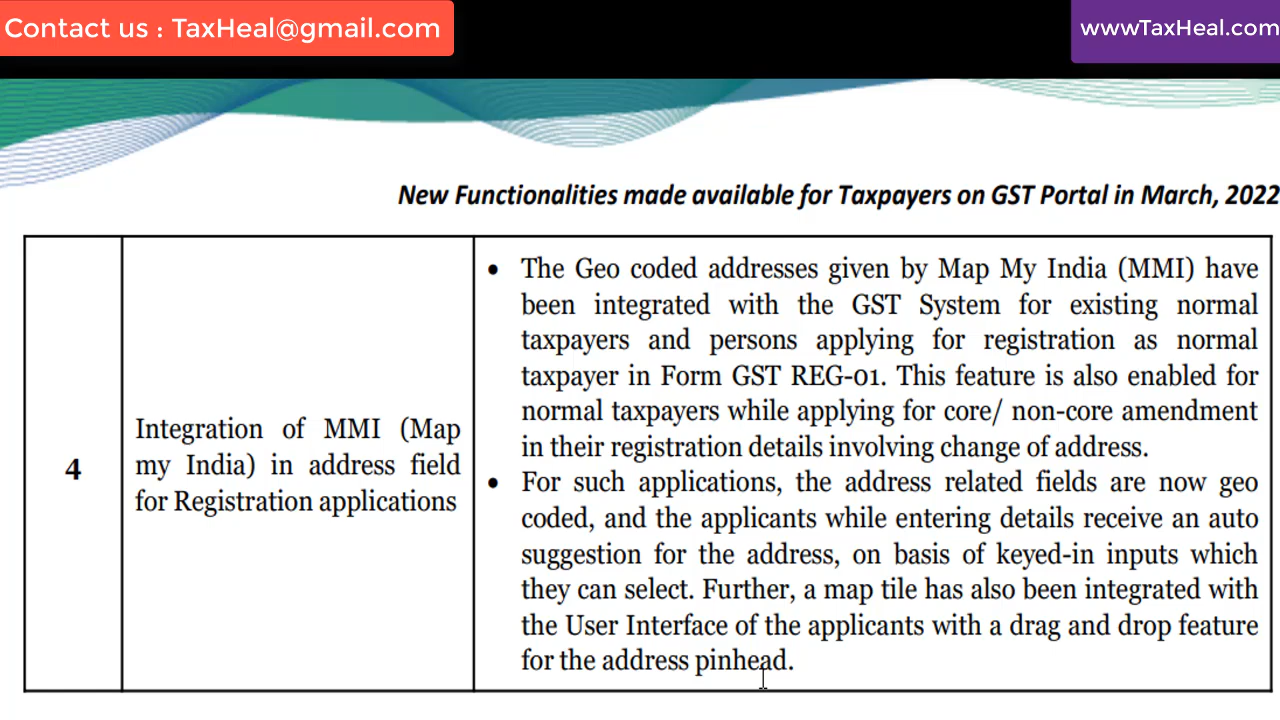 Contact us : TaxHeal@gmail.com
wwwTaxHeal.com
New Functionalities made available for Taxpayers on GST Portal in March, 2022
4
Integration of MMI (Map
my India) in address field
for Registration applications
• The Geo coded addresses given by Map My India (MMI) have
been integrated with the GST System for existing normal
taxpayers and persons applying for registration as normal
taxpayer in Form GST REG-01. This feature is also enabled for
normal taxpayers while applying for core/ non-core amendment
in their registration details involving change of address.
• For such applications, the address related fields are now geo
coded, and the applicants while entering details receive an auto
suggestion for the address, on basis of keyed-in inputs which
they can select. Further, a map tile has also been integrated with
the User Interface of the applicants with a drag and drop feature
for the address pinhead.